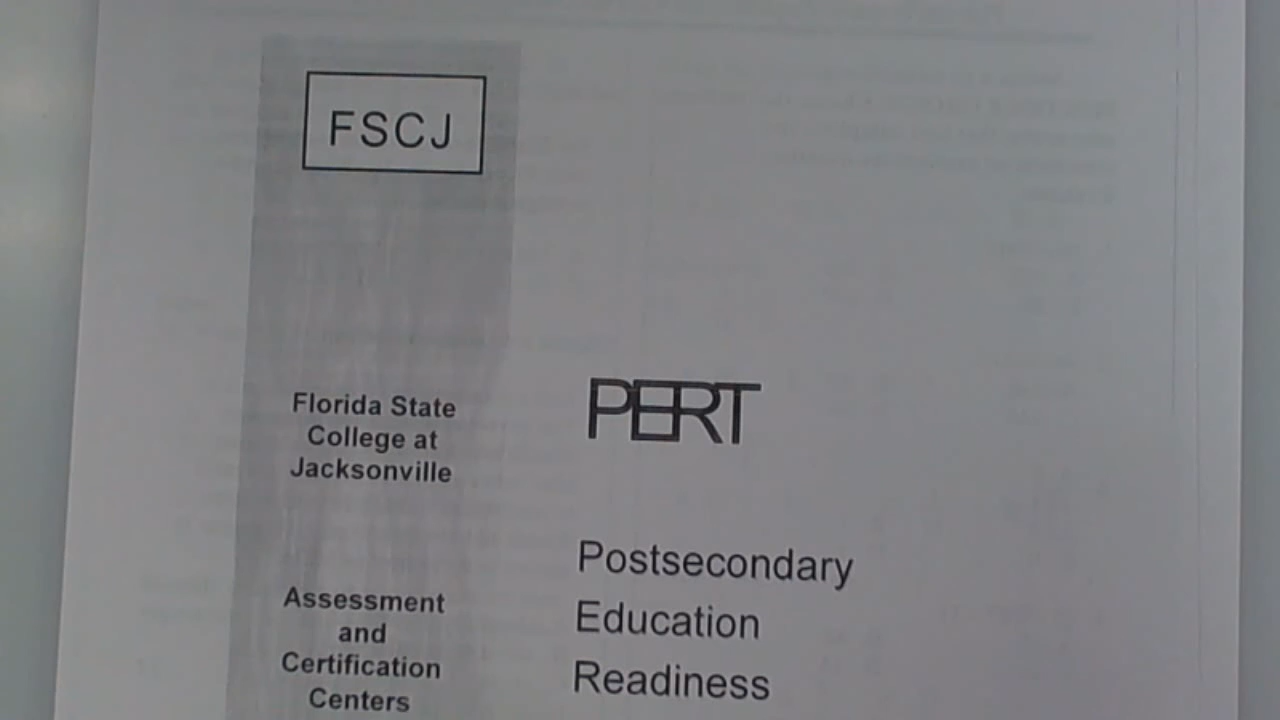 FSCJ
Florida State
College at
Jacksonville
Assessment
and
Certification
Centers
PERT
Postsecondary
Education
Readiness